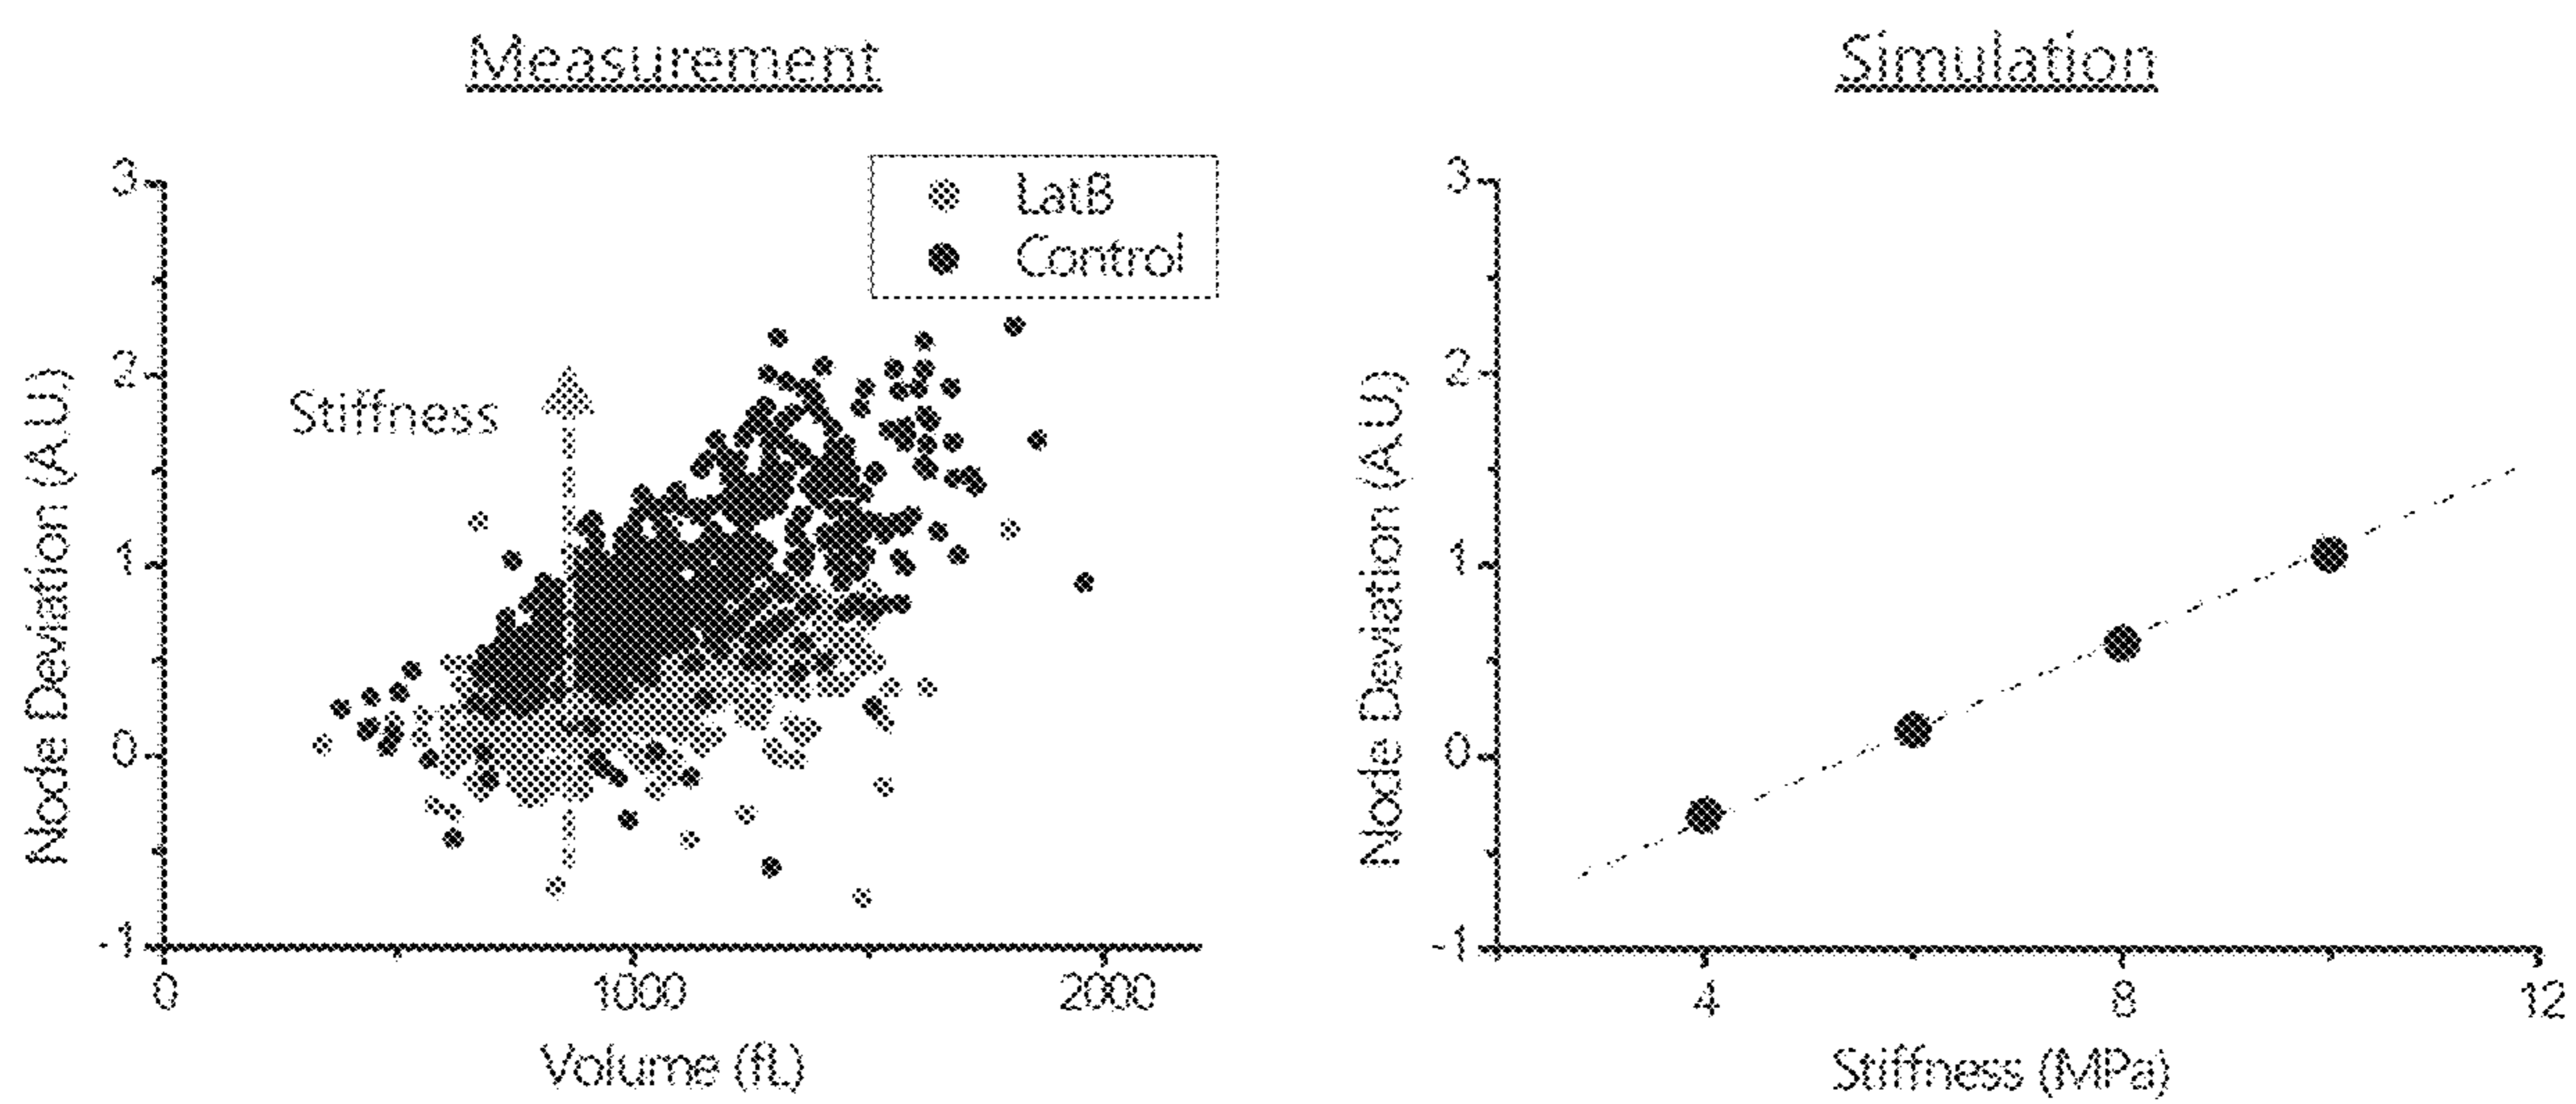 Measurement
LatB
Control
Stiffness
Node Deviation (A.U.)
3
2
1
0
-1
0
1000
2000
Volume (fL)
Simulation
Node Deviation (A.U.)
3
2
1
0
-1
4
8
12
Stiffness (MPa)